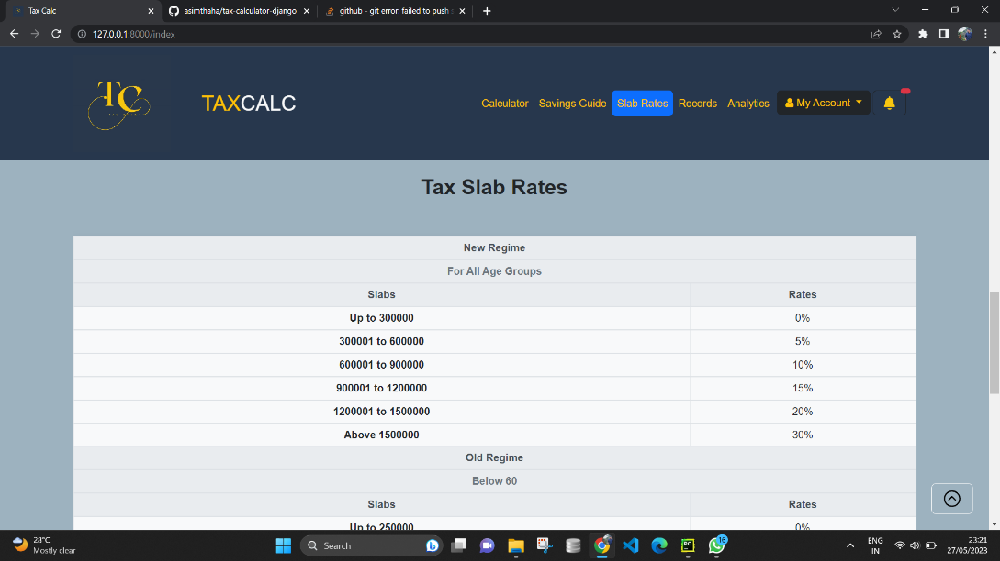 Tax Calc
asimthaha/tax-calculator-django
github - git error: failed to push s
127.0.0.1:8000/index
TC
TAXCALC
Calculator
Savings Guide
Slab Rates
Records
Analytics
My Account
Tax Slab Rates
New Regime
For All Age Groups
Slabs Rates
Up to 300000 0%
300001 to 600000 5%
600001 to 900000 10%
900001 to 1200000 15%
1200001 to 1500000 20%
Above 1500000 30%
Old Regime
Below 60
Slabs Rates
Up to 250000 0%
28°C
Mostly clear
Search
PC
15
ENG
IN
23:21
27/05/2023